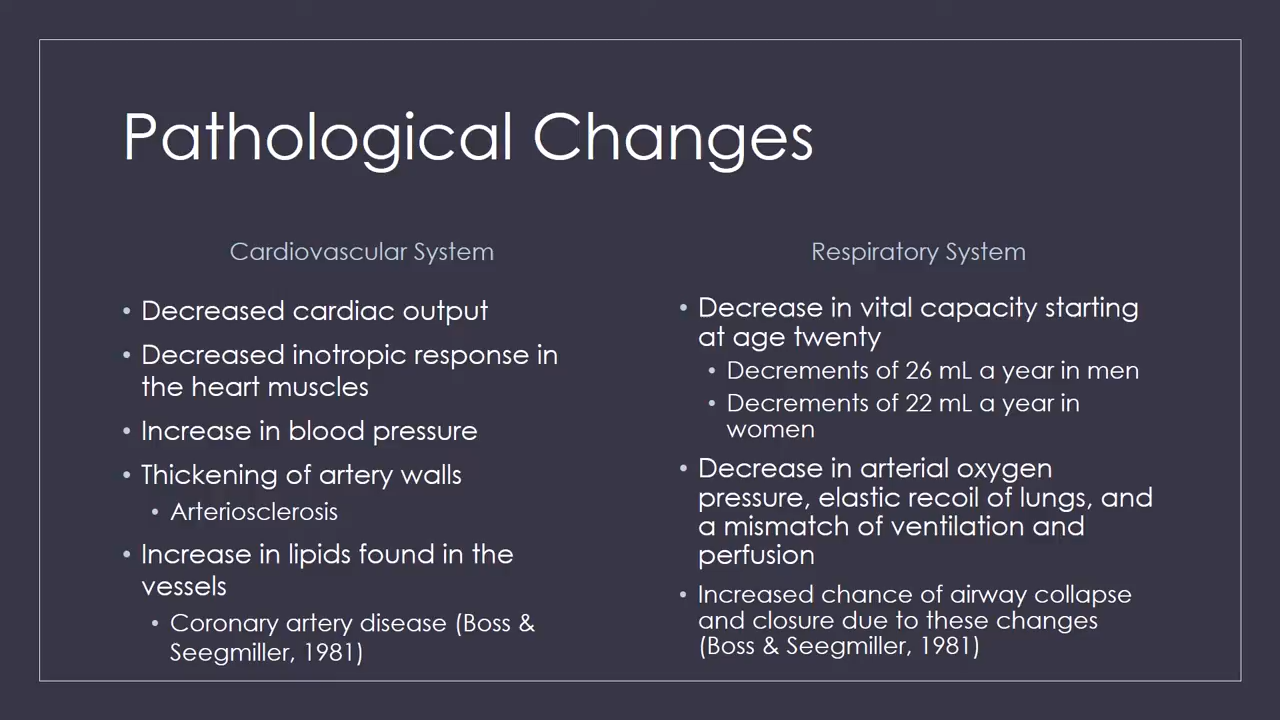 Pathological Changes
Cardiovascular System
• Decreased cardiac output
• Decreased inotropic response in
the heart muscles
• Increase in blood pressure
• Thickening of artery walls
• Arteriosclerosis
• Increase in lipids found in the
vessels
• Coronary artery disease (Boss &
Seegmiller, 1981)
Respiratory System
• Decrease in vital capacity starting
at age twenty
• Decrements of 26 mL a year in men
• Decrements of 22 mL a year in
women
• Decrease in arterial oxygen
pressure, elastic recoil of lungs, and
a mismatch of ventilation and
perfusion
• Increased chance of airway collapse
and closure due to these changes
(Boss & Seegmiller, 1981)